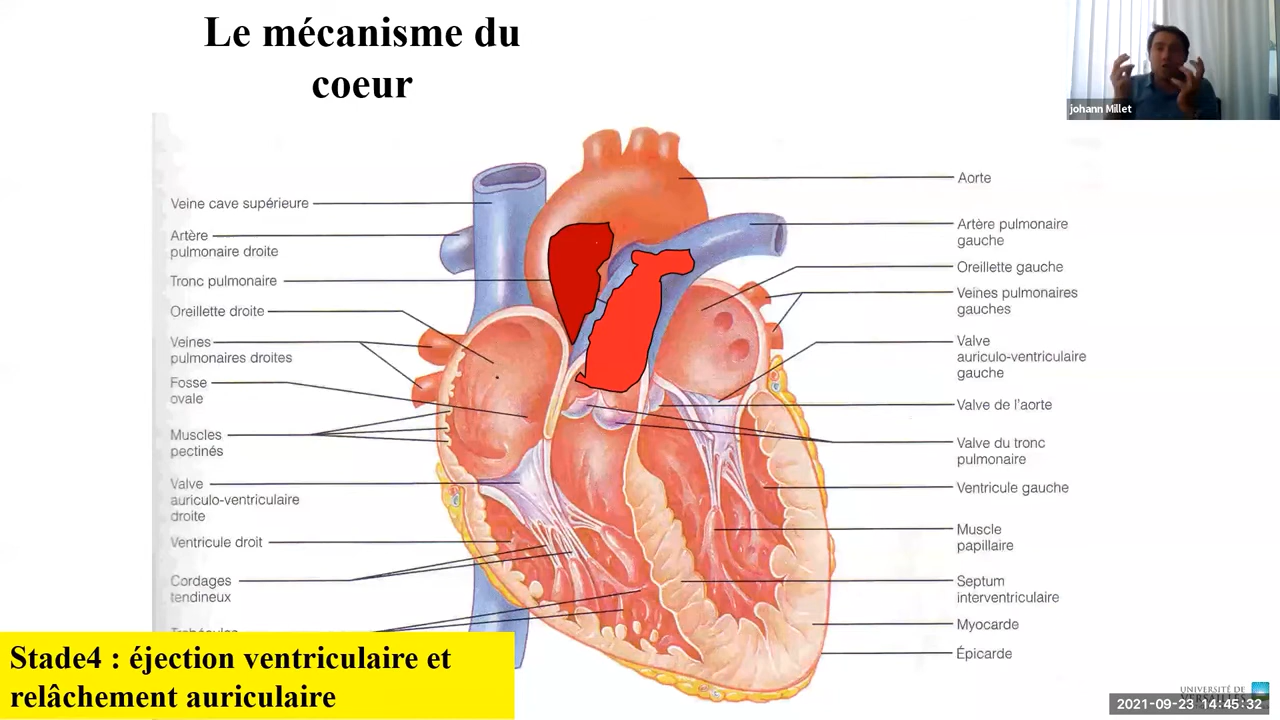 Le mécanisme du
coeur
johann Millet
Veine cave supérieure
Artère
pulmonaire droite
Tronc pulmonaire
Oreillette droite
Veines
pulmonaires droites
Fosse
ovale
Muscles
pectinés
Valve
auriculo-ventriculaire
droite
Ventricule droit
Cordages
tendineux
Aorte
Artère pulmonaire
gauche
Oreillette gauche
Veines pulmonaires
gauches
Valve
auriculo-ventriculaire
gauche
Valve de l'aorte
Valve du tronc
pulmonaire
Ventricule gauche
Muscle
papillaire
Septum
interventriculaire
Myocarde
Épicarde
Stade4 : éjection ventriculaire et
relâchement auriculaire
UNIVERSITÉ DE
2021-09-23 14:45:32